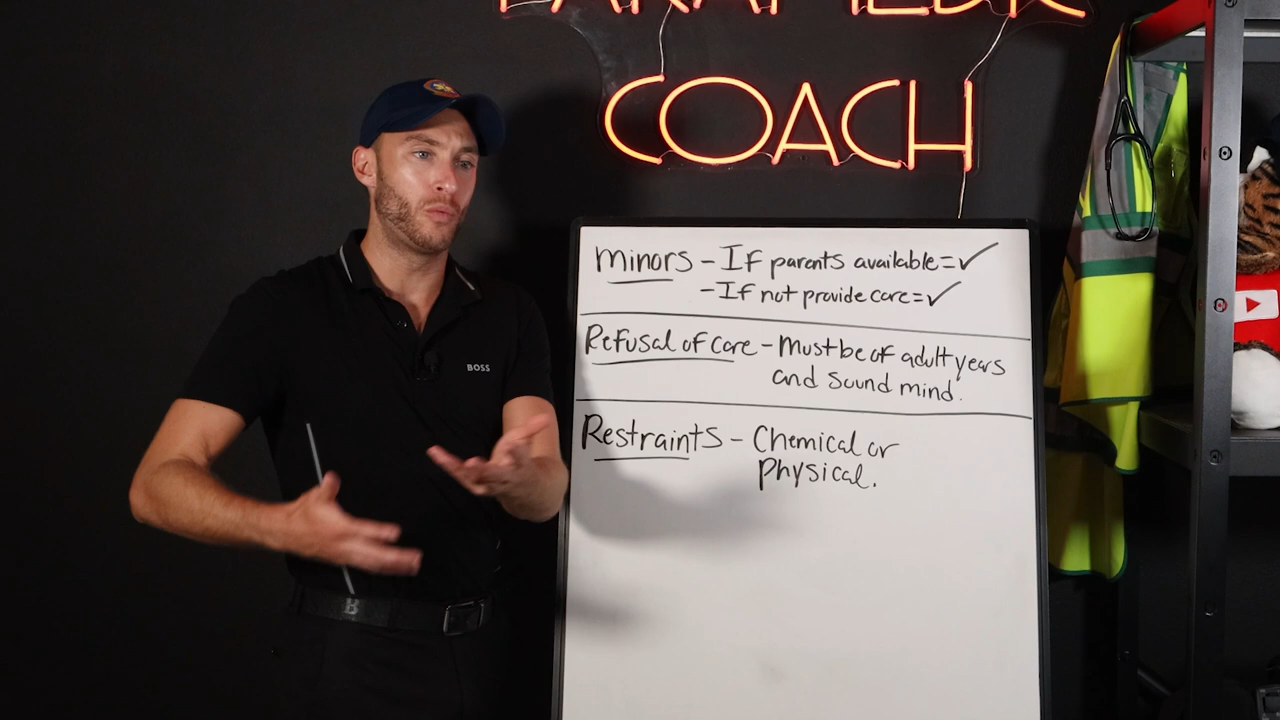 PARAMEDIC
COACH
Minors - If parents available = ✓
- If not provide care = ✓
Refusal of care - Must be of adult years
and sound mind.
Restraints - Chemical or
Physical.
BOSS
B